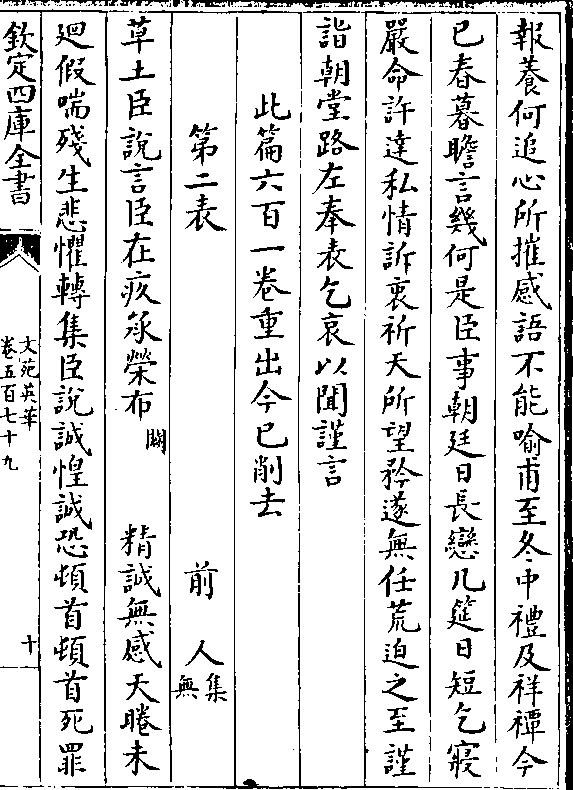 報養何追心所摧感語不能喻甫至冬中禮及祥禫今
已春暮瞻言幾何是臣事朝廷日長戀几筵日短乞寢
嚴命許達私情訴衷祈天所望矜遂無任荒迫之至謹
詣朝堂路左奉表乞哀以聞謹言
此篇六百一卷重出今已削去
第二表 前人 集無
草土臣說言臣在疚承榮布 闕 精誠無感天睠未
迴假喘殘生悲懼轉集臣說誠惶誠恐頓首頓首死罪
欽定四庫全書
文苑英華
卷五百七十九
十